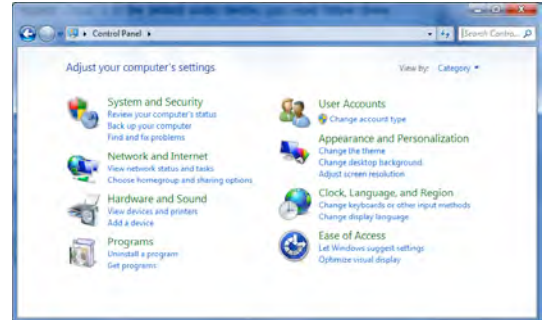 Control Panel
Search Contro...
Adjust your computer's settings
View by: Category
System and Security
Review your computer's status
Back up your computer
Find and fix problems
Network and Internet
View network status and tasks
Choose homegroup and sharing options
Hardware and Sound
View devices and printers
Add a device
Programs
Uninstall a program
Get programs
User Accounts
Change account type
Appearance and Personalization
Change the theme
Change desktop background
Adjust screen resolution
Clock, Language, and Region
Change keyboards or other input methods
Change display language
Ease of Access
Let Windows suggest settings
Optimize visual display